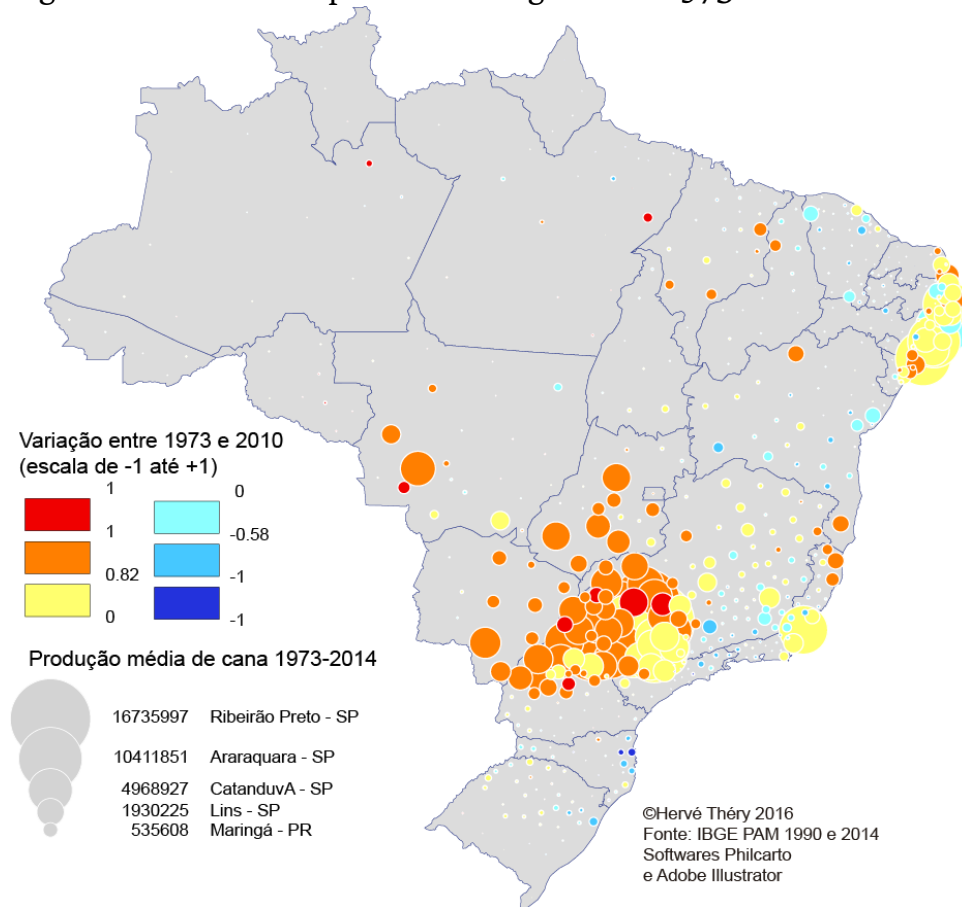 Variação entre 1973 e 2010
(escala de -1 até +1)
1
0
1
-0.58
0.82
-1
0
-1
Produção média de cana 1973-2014
16735997 Ribeirão Preto - SP
10411851 Araraquara - SP
4968927 CatanduvA - SP
1930225 Lins - SP
535608 Maringá - PR
©Hervé Théry 2016
Fonte: IBGE PAM 1990 e 2014
Softwares Philcarto
e Adobe Illustrator